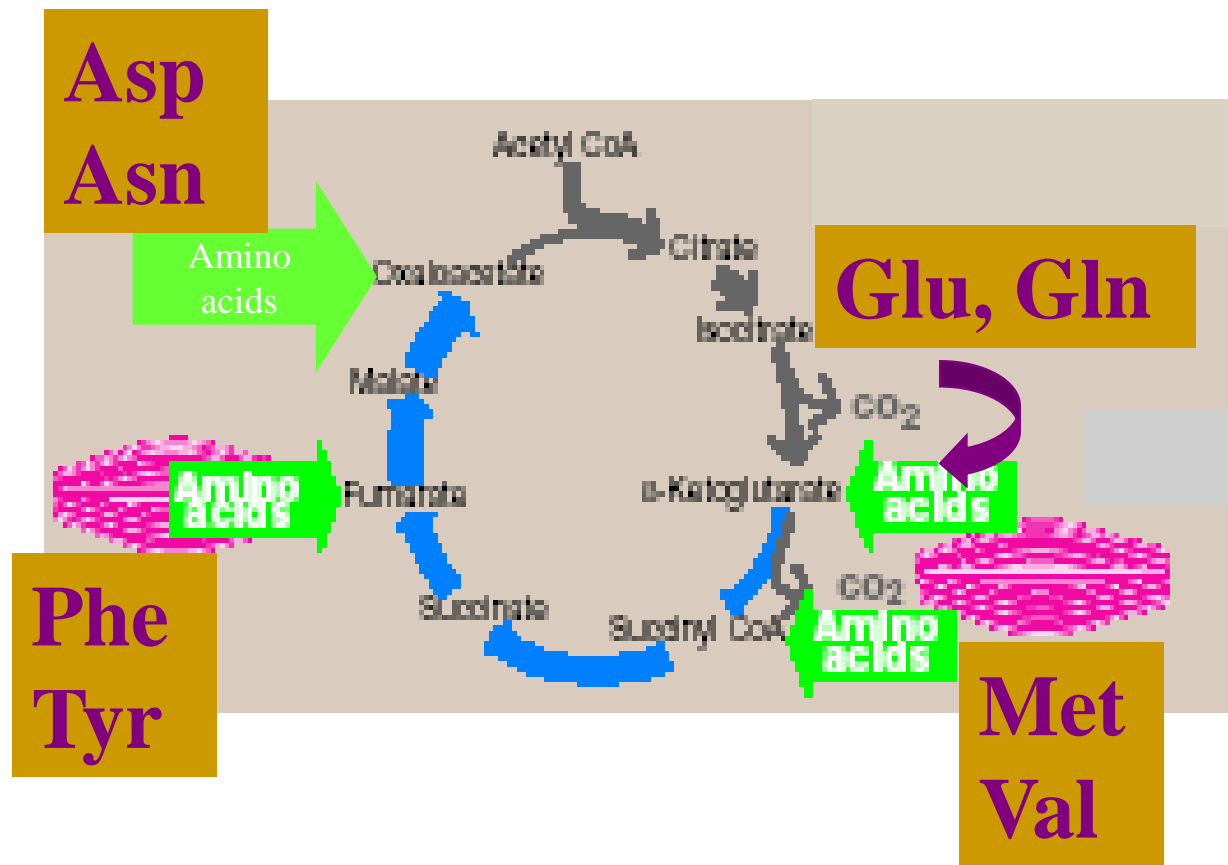 Asp
Asn
Acetyl CoA
Amino
acids
Oxaloacetate
Citrate
Glu, Gln
Isocitrate
Malate
CO2
Amino
acids
Fumarate
α-Ketoglutarate
Amino
acids
Phe
Tyr
Succinate
Succinyl CoA
CO2
Amino
acids
Met
Val